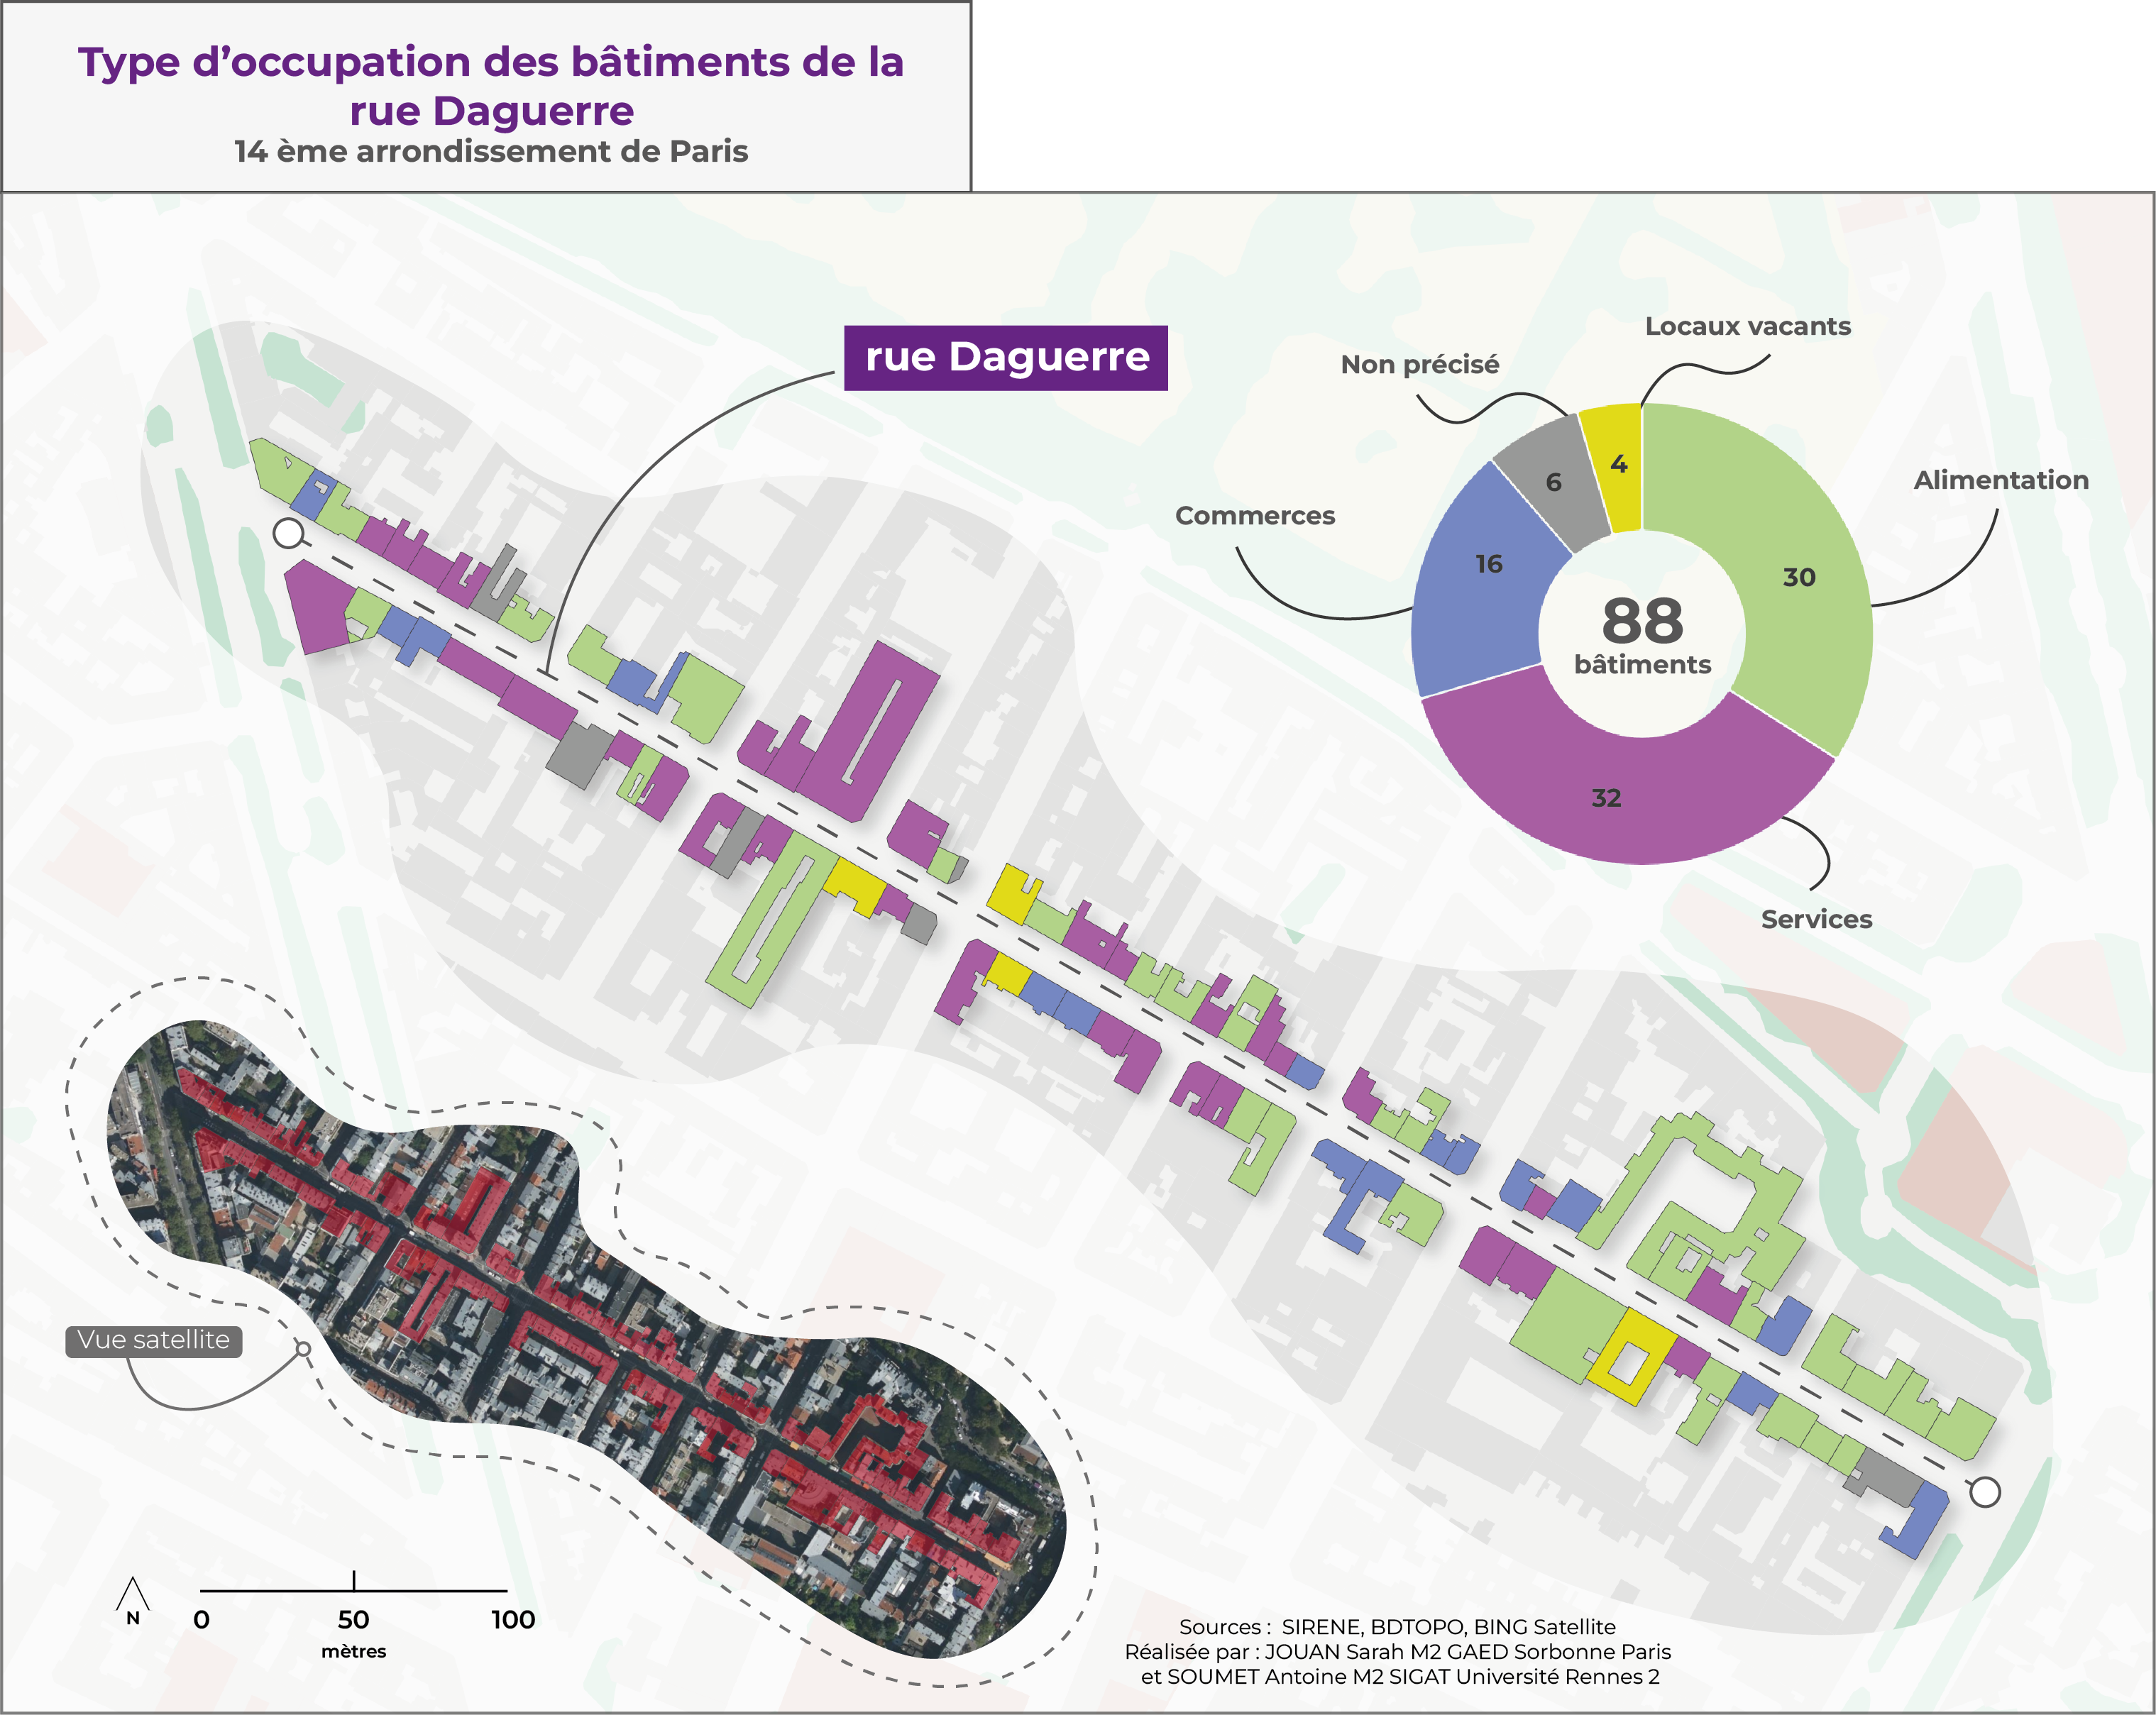 Type d’occupation des bâtiments de la
rue Daguerre
14 ème arrondissement de Paris
rue Daguerre
Locaux vacants
Non précisé
Alimentation
Commerces
4
6
16
30
88
bâtiments
32
Services
Vue satellite
N
0 50 100
mètres
Sources : SIRENE, BDTOPO, BING Satellite
Réalisée par : JOUAN Sarah M2 GAED Sorbonne Paris
et SOUMET Antoine M2 SIGAT Université Rennes 2